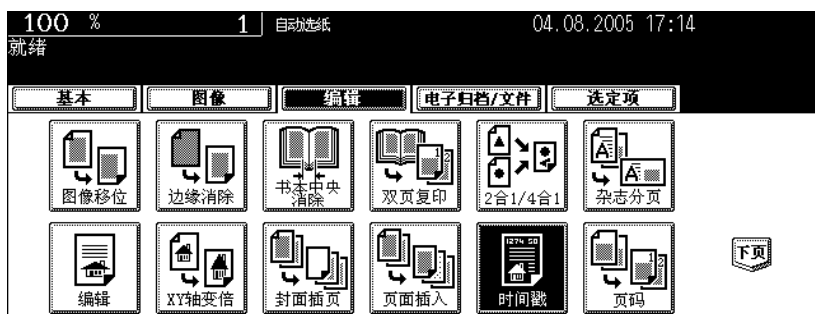 100 % 1 自动选纸 04.08.2005 17:14
就绪
基本 图像 编辑 电子归档/文件 选定项
图像移位 边缘消除 书本中央消除 双页复印 2合1/4合1 杂志分页
编辑 XY轴变倍 封面插页 页面插入 时间戳 页码 下页